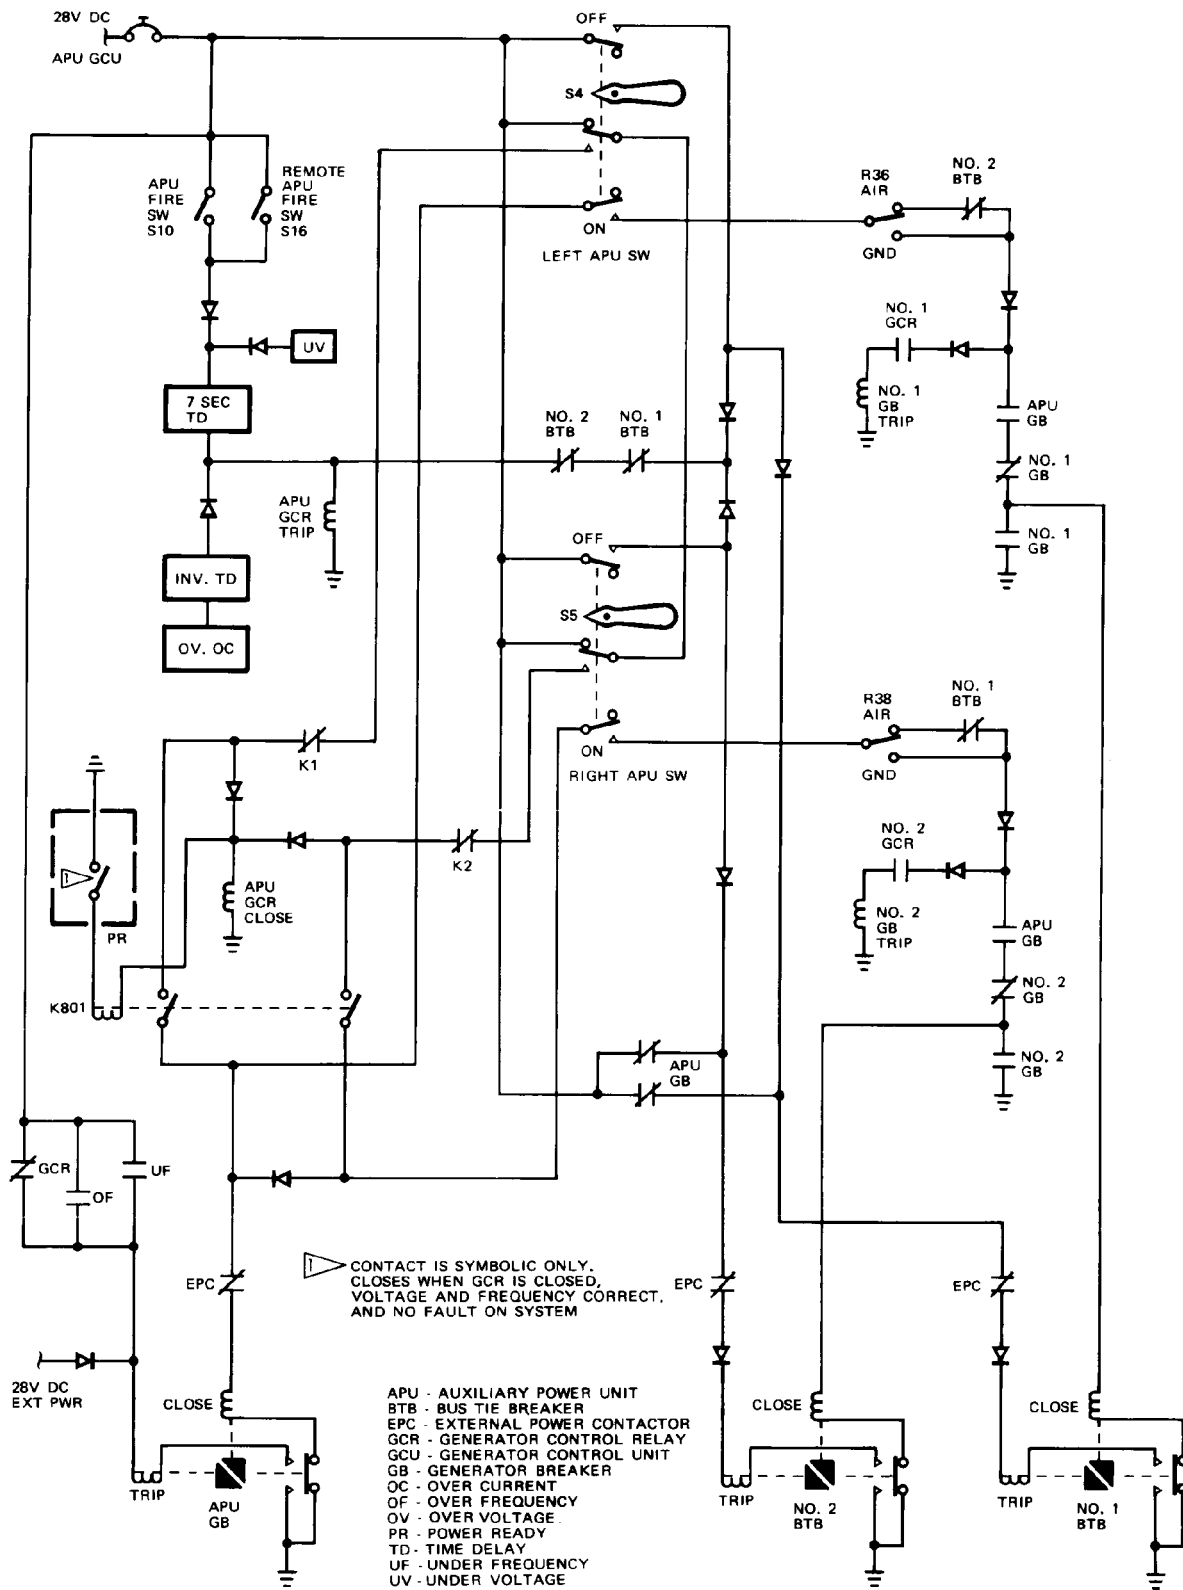 28V DC
APU GCU
OFF
S4
APU
FIRE
SW
S10
REMOTE
APU
FIRE
SW
S16
ON
LEFT APU SW
R36
AIR
NO. 2
BTB
GND
UV
NO. 1
GCR
7 SEC
TD
NO. 1
GB
TRIP
APU
GB
NO. 2
BTB
NO. 1
BTB
NO. 1
GB
APU
GCR
TRIP
OFF
NO. 1
GB
INV. TD
S5
OV. OC
R38
AIR
NO. 1
BTB
K1
ON
RIGHT APU SW
GND
NO. 2
GCR
K2
1
APU
GCR
CLOSE
NO. 2
GB
TRIP
APU
GB
PR
NO. 2
GB
K801
APU
GB
NO. 2
GB
GCR
UF
OF
1
CONTACT IS SYMBOLIC ONLY.
CLOSES WHEN GCR IS CLOSED,
VOLTAGE AND FREQUENCY CORRECT,
AND NO FAULT ON SYSTEM
EPC
EPC
EPC
28V DC
EXT PWR
CLOSE
CLOSE
CLOSE
TRIP
APU
GB
TRIP
NO. 2
BTB
TRIP
NO. 1
BTB
APU - AUXILIARY POWER UNIT
BTB - BUS TIE BREAKER
EPC - EXTERNAL POWER CONTACTOR
GCR - GENERATOR CONTROL RELAY
GCU - GENERATOR CONTROL UNIT
GB - GENERATOR BREAKER
OC - OVER CURRENT
OF - OVER FREQUENCY
OV - OVER VOLTAGE
PR - POWER READY
TD - TIME DELAY
UF - UNDER FREQUENCY
UV - UNDER VOLTAGE